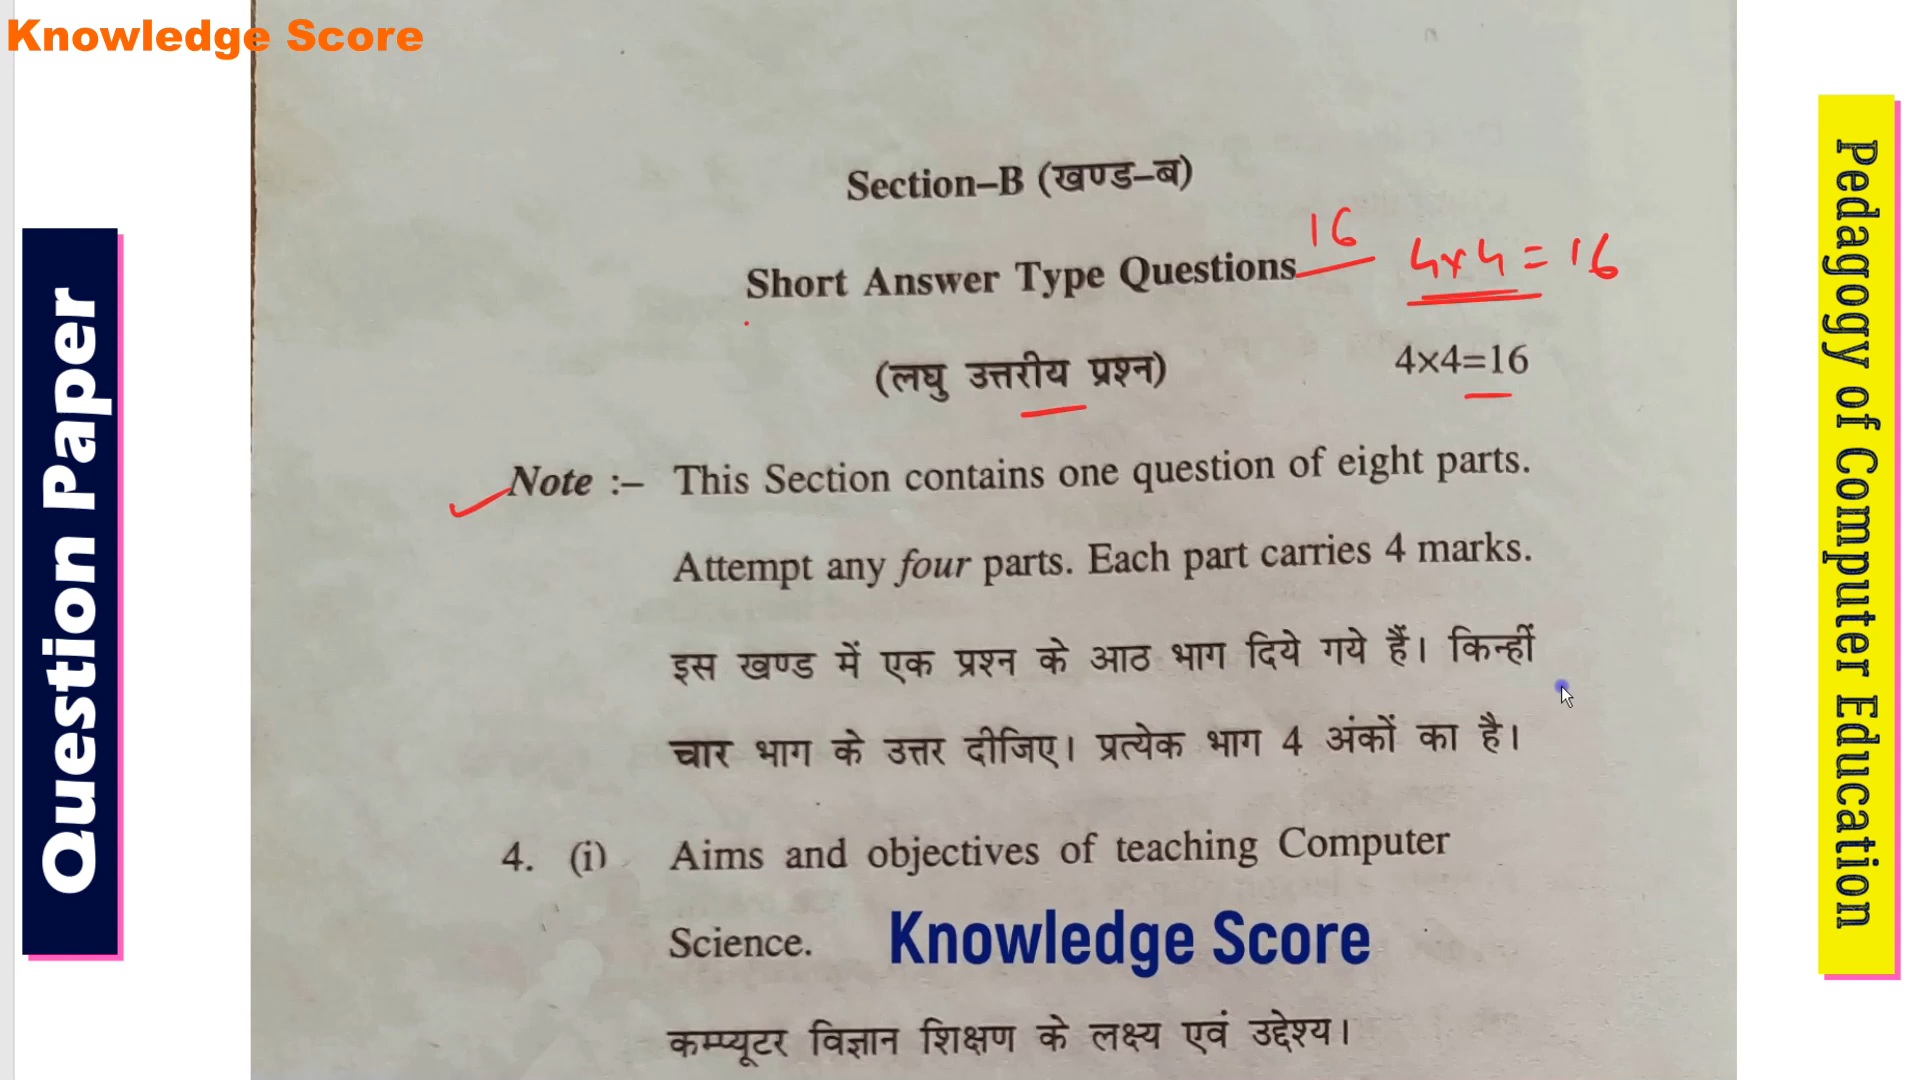 Knowledge Score
Question Paper
Section–B (खण्ड–ब)
16
4x4=16
Short Answer Type Questions
(लघु उत्तरीय प्रश्न)
4×4=16
Note :– This Section contains one question of eight parts.
Attempt any four parts. Each part carries 4 marks.
इस खण्ड में एक प्रश्न के आठ भाग दिये गये हैं। किन्हीं
चार भाग के उत्तर दीजिए। प्रत्येक भाग 4 अंकों का है।
4. (i) Aims and objectives of teaching Computer
Science.
Knowledge Score
कम्प्यूटर विज्ञान शिक्षण के लक्ष्य एवं उद्देश्य।
Pedagogy of Computer Education